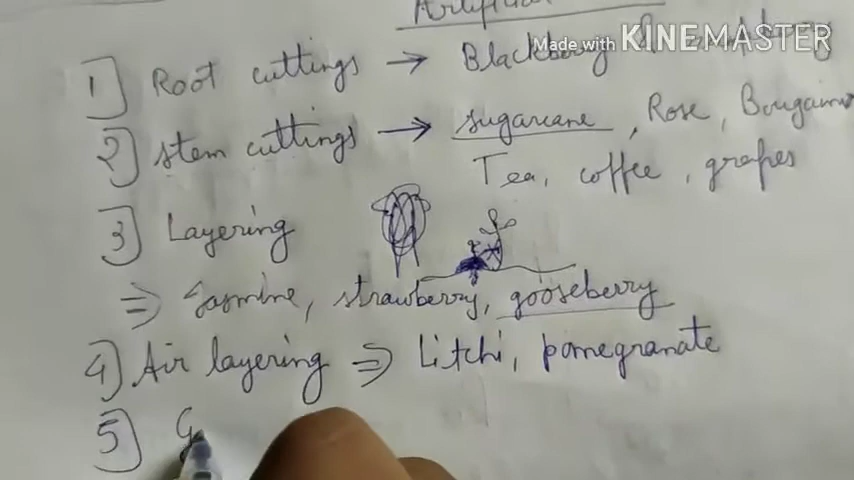 Artificial
Made with KINEMASTER
1] Root cuttings → Blackberry
2] Stem cuttings → sugarcane, Rose,
Tea, coffee, grapes
3] Layering
⇒ Jasmine, strawberry, gooseberry
4] Air layering ⇒ Litchi, pomegranate
5] G